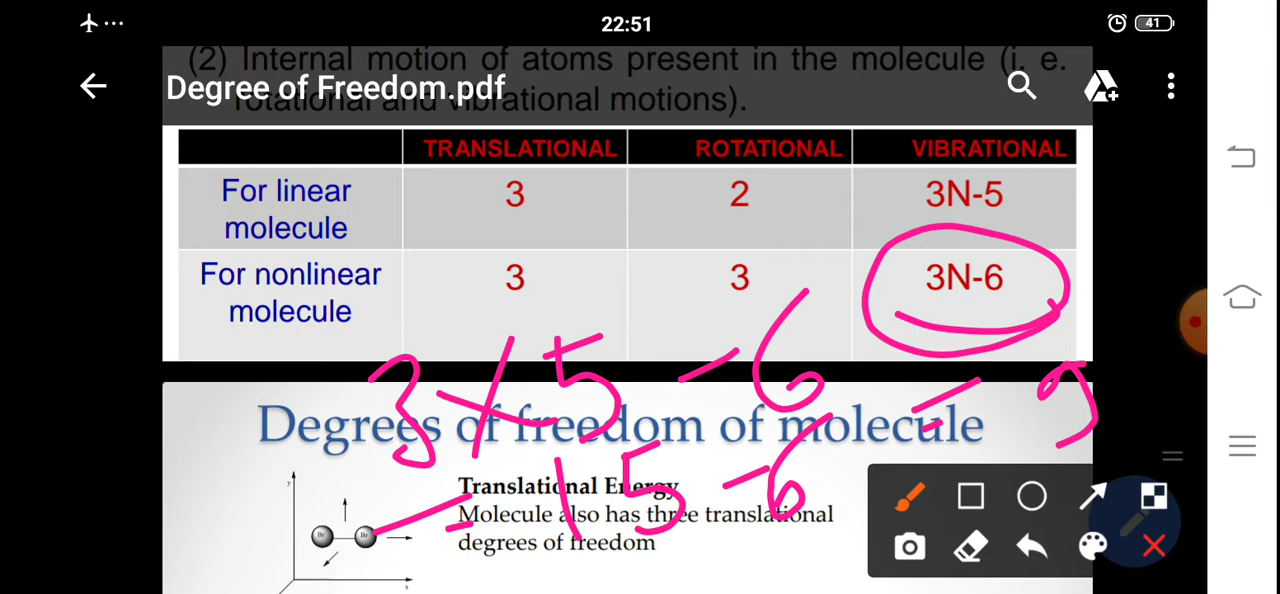 22:51
41
(2) Internal motion of atoms present in the molecule (i. e.
Degree of Freedom.pdf
rotational and vibrational motions).
TRANSLATIONAL ROTATIONAL VIBRATIONAL
For linear molecule 3 2 3N-5
For nonlinear molecule 3 3 3N-6
3×5-6 = 9
= 15-6
Degrees of freedom of molecule
Translational Energy
Molecule also has three translational
degrees of freedom
y
Br Br
x